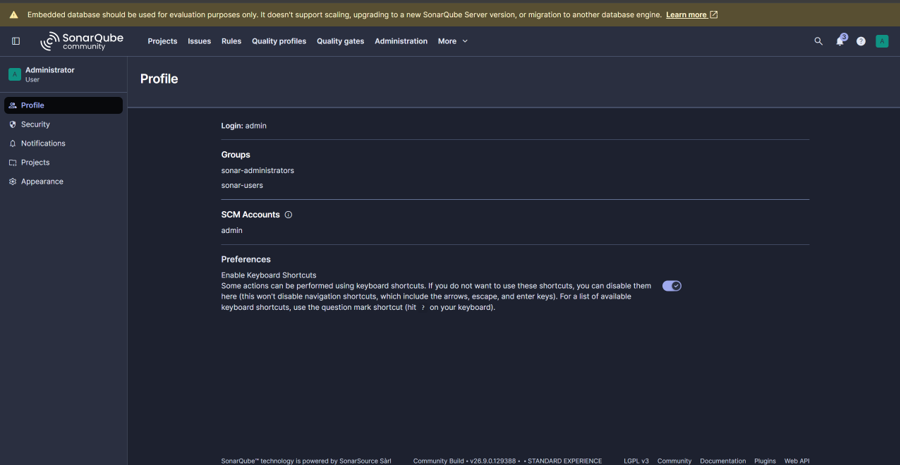 Embedded database should be used for evaluation purposes only. It doesn't support scaling, upgrading to a new SonarQube Server version, or migration to another database engine. Learn more
SonarQube community
Projects Issues Rules Quality profiles Quality gates Administration More
3
? A
A Administrator
User
Profile
Security
Notifications
Projects
Appearance
Profile
Login: admin
Groups
sonar-administrators
sonar-users
SCM Accounts
admin
Preferences
Enable Keyboard Shortcuts
Some actions can be performed using keyboard shortcuts. If you do not want to use these shortcuts, you can disable them
here (this won't disable navigation shortcuts, which include the arrows, escape, and enter keys). For a list of available
keyboard shortcuts, use the question mark shortcut (hit ? on your keyboard).
SonarQube™ technology is powered by SonarSource Sàrl Community Build • v26.9.0.129388 • • STANDARD EXPERIENCE LGPL v3 Community Documentation Plugins Web API